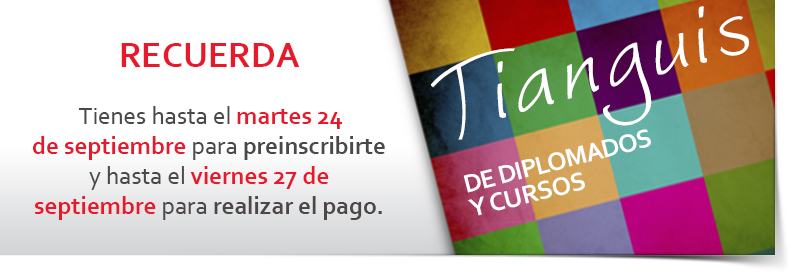 RECUERDA
Tienes hasta el martes 24
de septiembre para preinscribirte
y hasta el viernes 27 de
septiembre para realizar el pago.
Tianguis
DE DIPLOMADOS
Y CURSOS